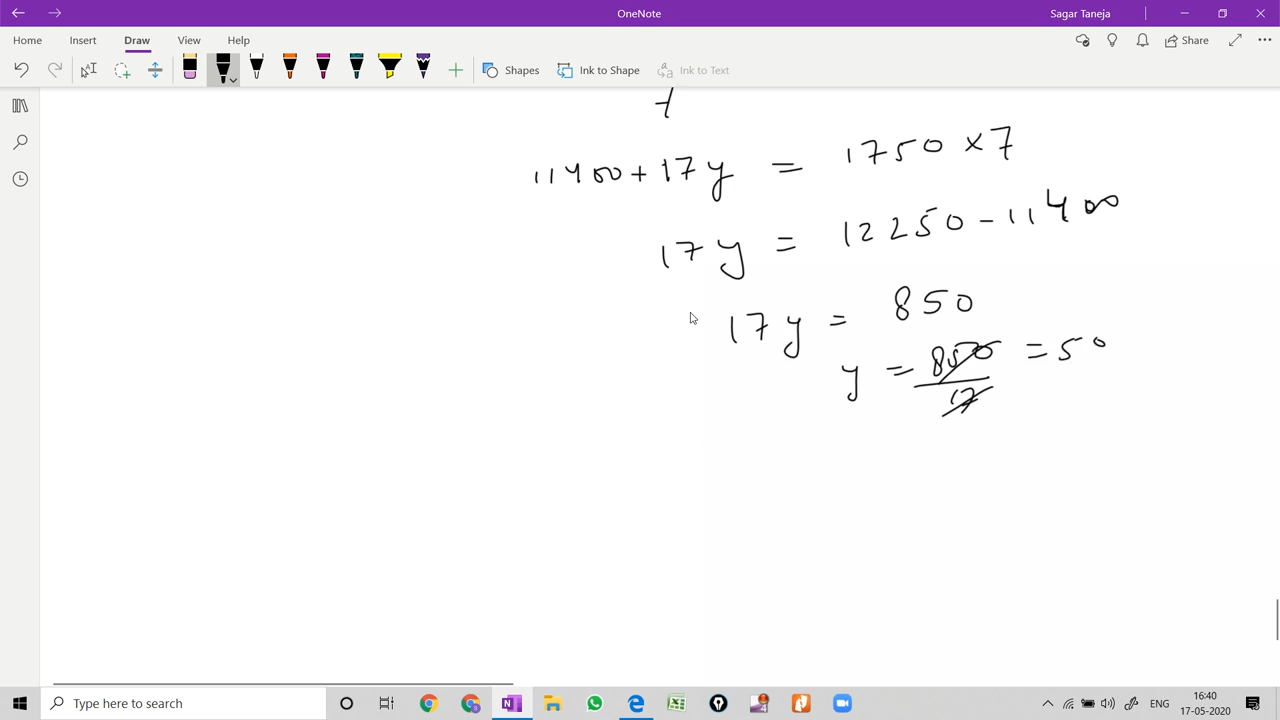 OneNote
Sagar Taneja
Home Insert Draw View Help
Share
Shapes
Ink to Shape
Ink to Text
11400 + 17y = 1750 × 7
17y = 12250 - 11400
17y = 850
y = 850 = 50
17
Type here to search
ENG
16:40
17-05-2020